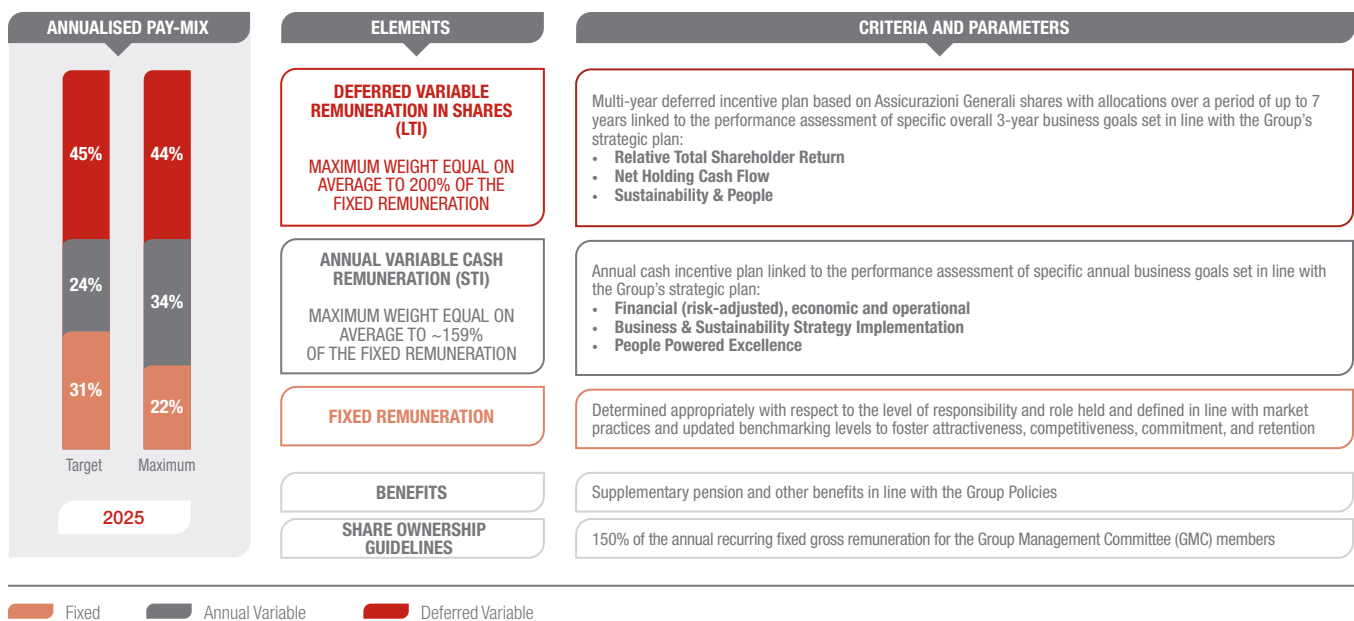 ANNUALISED PAY-MIX
45%
44%
24%
34%
31%
22%
Target
Maximum
2025
ELEMENTS
CRITERIA AND PARAMETERS
DEFERRED VARIABLE
REMUNERATION IN SHARES
(LTI)
MAXIMUM WEIGHT EQUAL ON
AVERAGE TO 200% OF THE
FIXED REMUNERATION
Multi-year deferred incentive plan based on Assicurazioni Generali shares with allocations over a period of up to 7
years linked to the performance assessment of specific overall 3-year business goals set in line with the Group's
strategic plan:
• Relative Total Shareholder Return
• Net Holding Cash Flow
• Sustainability & People
ANNUAL VARIABLE CASH
REMUNERATION (STI)
MAXIMUM WEIGHT EQUAL ON
AVERAGE TO ~159%
OF THE FIXED REMUNERATION
Annual cash incentive plan linked to the performance assessment of specific annual business goals set in line with
the Group's strategic plan:
• Financial (risk-adjusted), economic and operational
• Business & Sustainability Strategy Implementation
• People Powered Excellence
FIXED REMUNERATION
Determined appropriately with respect to the level of responsibility and role held and defined in line with market
practices and updated benchmarking levels to foster attractiveness, competitiveness, commitment, and retention
BENEFITS
Supplementary pension and other benefits in line with the Group Policies
SHARE OWNERSHIP
GUIDELINES
150% of the annual recurring fixed gross remuneration for the Group Management Committee (GMC) members
Fixed
Annual Variable
Deferred Variable